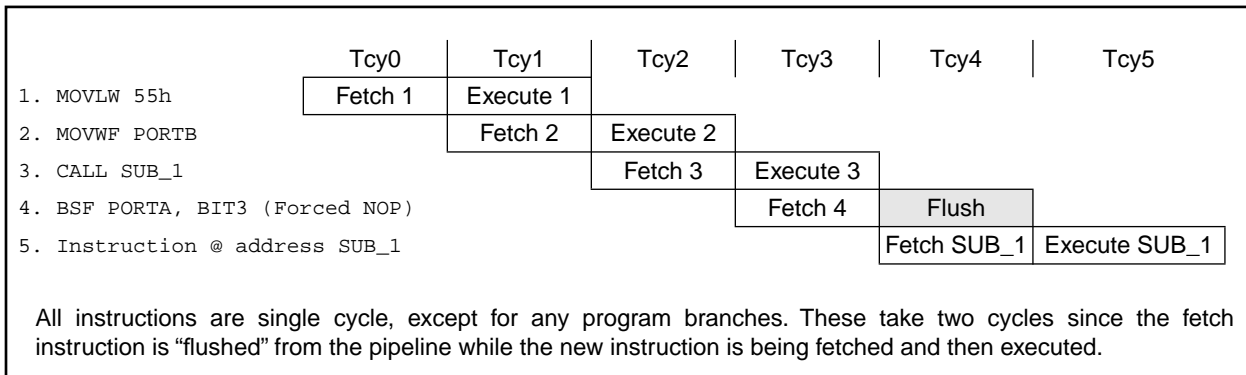 Tcy0 Tcy1 Tcy2 Tcy3 Tcy4 Tcy5
1. MOVLW 55h Fetch 1 Execute 1
2. MOVWF PORTB Fetch 2 Execute 2
3. CALL SUB_1 Fetch 3 Execute 3
4. BSF PORTA, BIT3 (Forced NOP) Fetch 4 Flush
5. Instruction @ address SUB_1 Fetch SUB_1 Execute SUB_1
All instructions are single cycle, except for any program branches. These take two cycles since the fetch
instruction is “flushed” from the pipeline while the new instruction is being fetched and then executed.